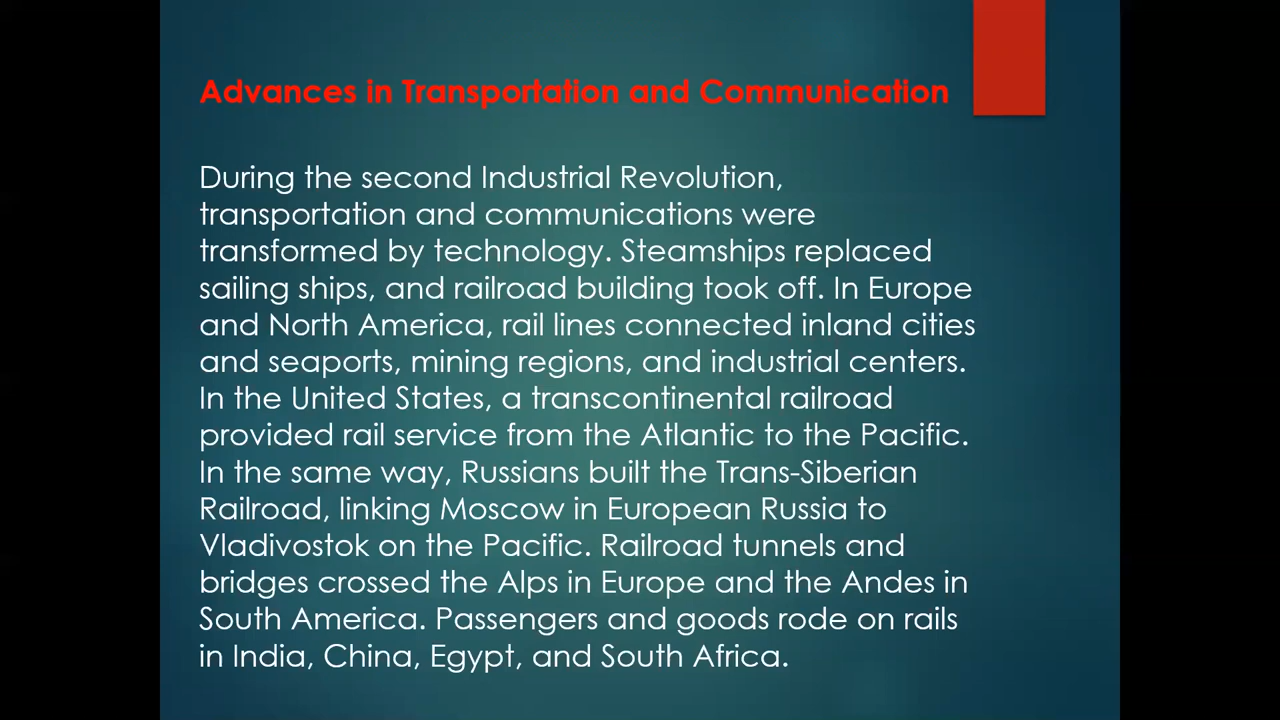 Advances in Transportation and Communication
During the second Industrial Revolution,
transportation and communications were
transformed by technology. Steamships replaced
sailing ships, and railroad building took off. In Europe
and North America, rail lines connected inland cities
and seaports, mining regions, and industrial centers.
In the United States, a transcontinental railroad
provided rail service from the Atlantic to the Pacific.
In the same way, Russians built the Trans-Siberian
Railroad, linking Moscow in European Russia to
Vladivostok on the Pacific. Railroad tunnels and
bridges crossed the Alps in Europe and the Andes in
South America. Passengers and goods rode on rails
in India, China, Egypt, and South Africa.